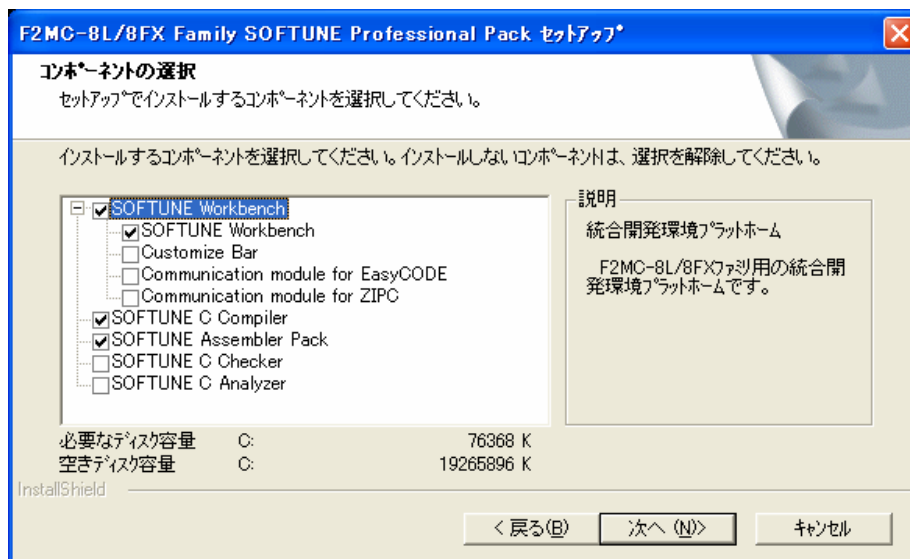 F2MC-8L/8FX Family SOFTUNE Professional Pack セットアップ
コンポーネントの選択
セットアップでインストールするコンポーネントを選択してください。
インストールするコンポーネントを選択してください。インストールしないコンポーネントは、選択を解除してください。
SOFTUNE Workbench
SOFTUNE Workbench
Customize Bar
Communication module for EasyCODE
Communication module for ZIPC
SOFTUNE C Compiler
SOFTUNE Assembler Pack
SOFTUNE C Checker
SOFTUNE C Analyzer
説明
統合開発環境プラットホーム
F2MC-8L/8FXファミリ用の統合開
発環境プラットホームです。
必要なディスク容量 C: 76368 K
空きディスク容量 C: 19265896 K
InstallShield
< 戻る(B) 次へ (N)> キャンセル